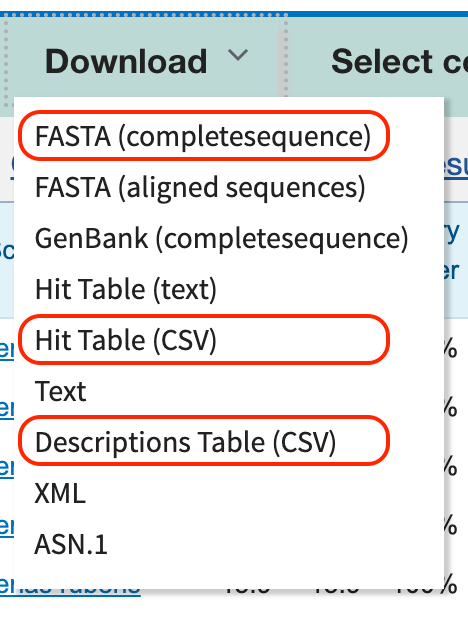 Download Select
FASTA (completesequence)
FASTA (aligned sequences)
GenBank (completesequence)
Hit Table (text)
Hit Table (CSV)
Text
Descriptions Table (CSV)
XML
ASN.1